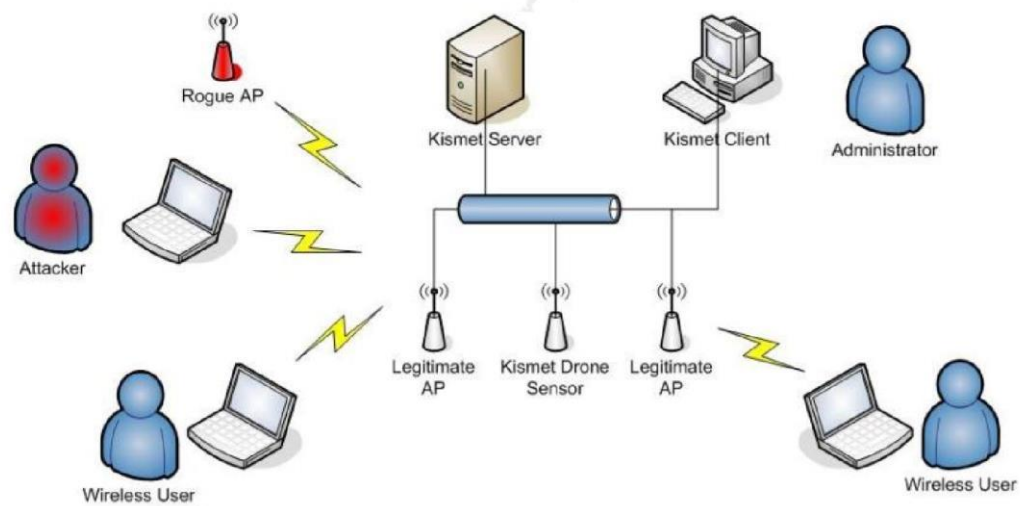 Rogue AP
Kismet Server
Kismet Client
Administrator
Attacker
Legitimate
AP
Kismet Drone
Sensor
Legitimate
AP
Wireless User
Wireless User